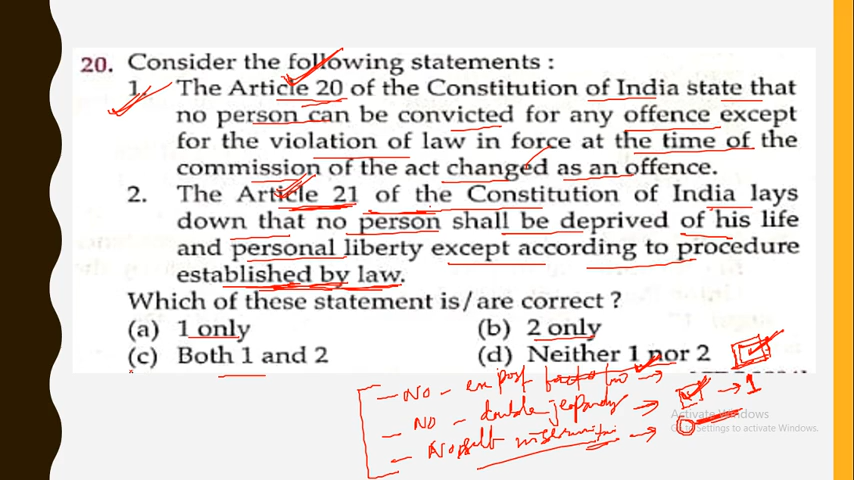 20. Consider the following statements :
1. The Article 20 of the Constitution of India state that
no person can be convicted for any offence except
for the violation of law in force at the time of the
commission of the act changed as an offence.
2. The Article 21 of the Constitution of India lays
down that no person shall be deprived of his life
and personal liberty except according to procedure
established by law.
Which of these statement is/are correct ?
(a) 1 only (b) 2 only
(c) Both 1 and 2 (d) Neither 1 nor 2
- No - ex post facto law →
- No - double jeopardy → → 1
- No self incrimination →
Activate Windows
Go to Settings to activate Windows.